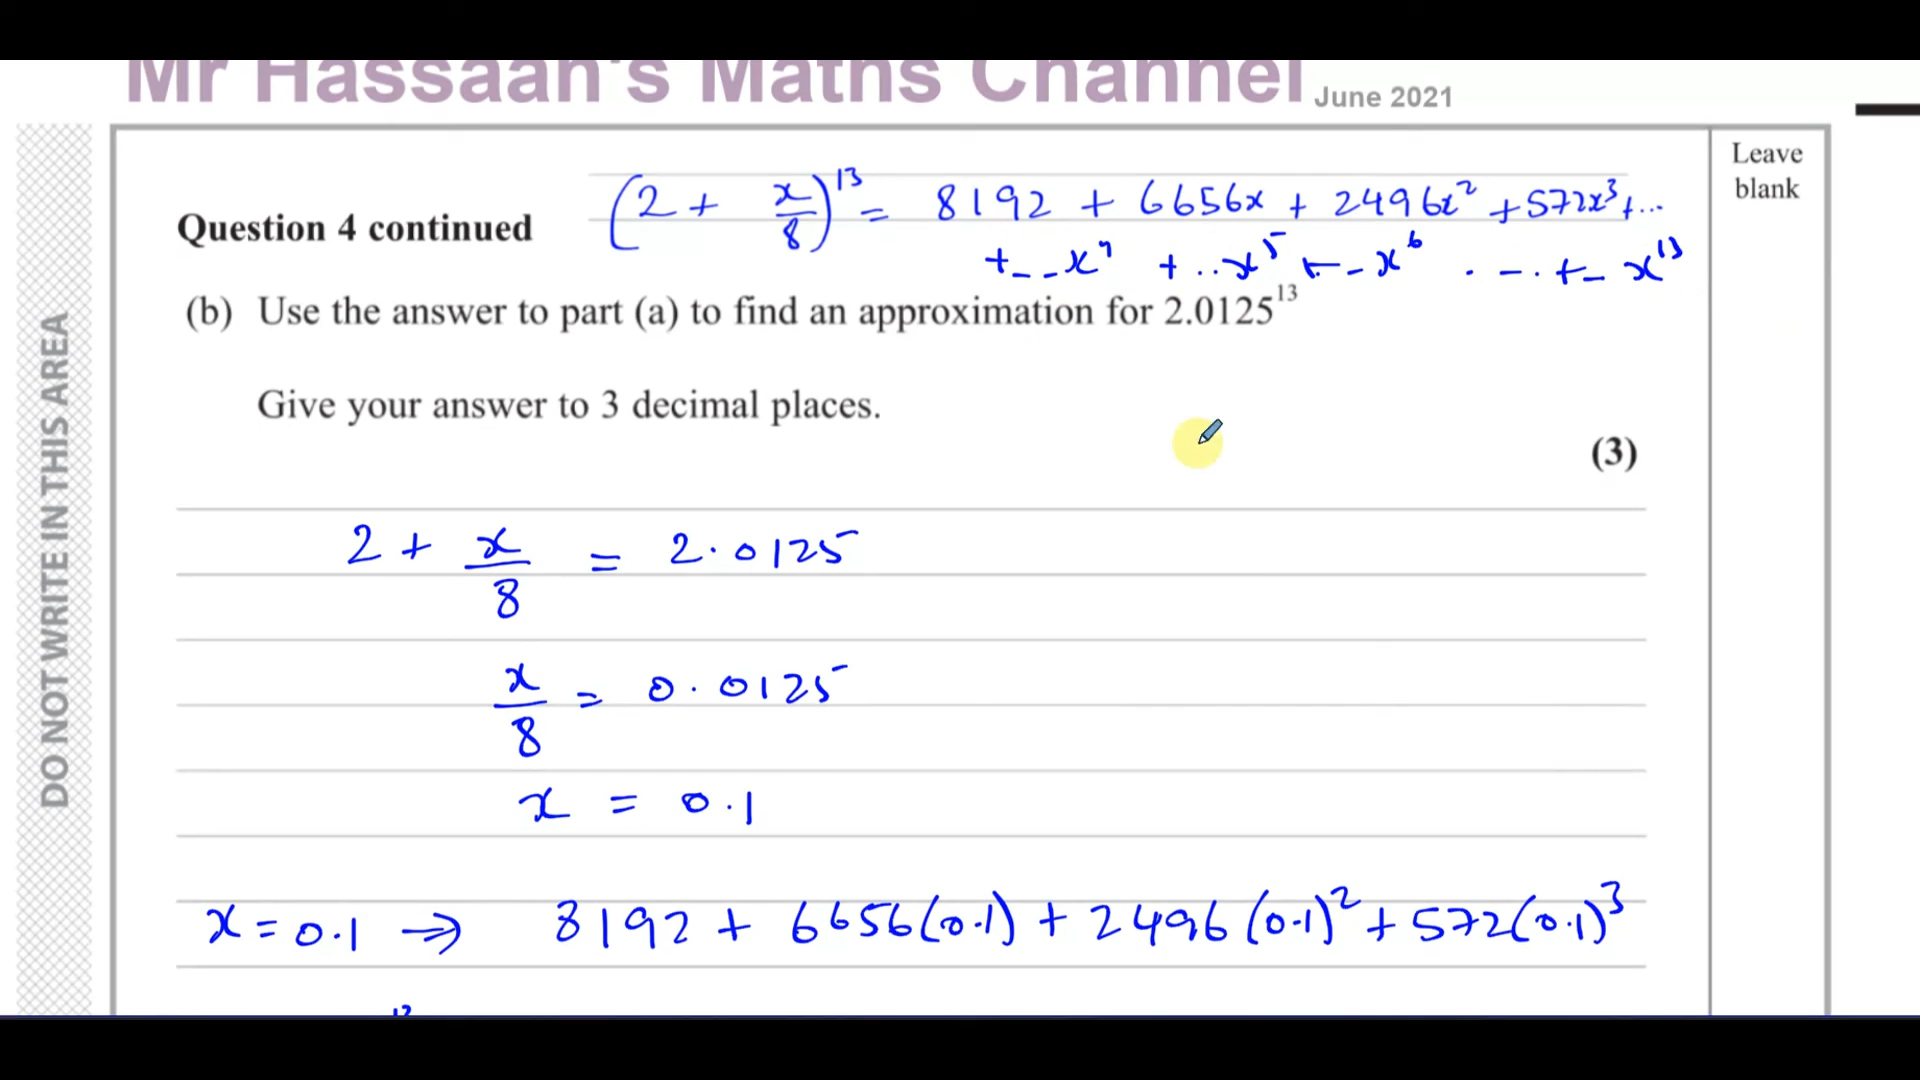 Mr Hassaan's Maths Channel June 2021
Leave
blank
Question 4 continued
(2 + x/8)^13 = 8192 + 6656x + 2496x² + 572x³ + ...
+ -- x⁴ + ..x⁵ + -- x⁶ . - - . + - x^13
(b) Use the answer to part (a) to find an approximation for 2.0125^13
Give your answer to 3 decimal places.
(3)
2 + x/8 = 2.0125
x/8 = 0.0125
x = 0.1
x = 0.1 ⇒ 8192 + 6656(0.1) + 2496(0.1)² + 572(0.1)³
DO NOT WRITE IN THIS AREA